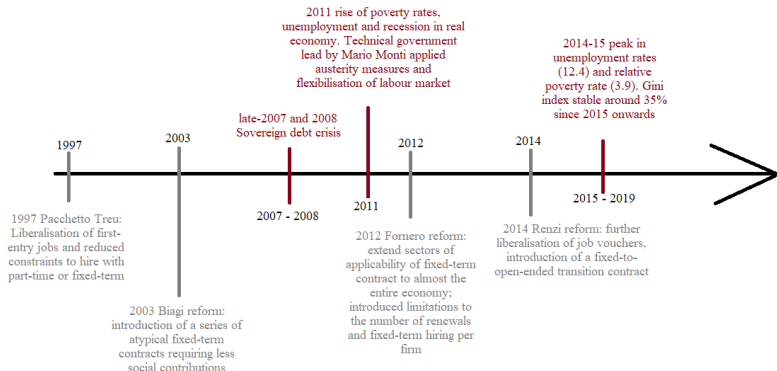 2011 rise of poverty rates,
unemployment and recession in real
economy. Technical government
lead by Mario Monti applied
austerity measures and
flexibilisation of labour market
2014-15 peak in
unemployment rates
(12.4) and relative
poverty rate (3.9). Gini
index stable around 35%
since 2015 onwards
late-2007 and 2008
Sovereign debt crisis
1997
2003
2012
2014
2007 - 2008
2011
2015 - 2019
1997 Pacchetto Treu:
Liberalisation of first-
entry jobs and reduced
constraints to hire with
part-time or fixed-term
2003 Biagi reform:
introduction of a series of
atypical fixed-term
contracts requiring less
social contributions
2012 Fornero reform:
extend sectors of
applicability of fixed-term
contract to almost the
entire economy;
introduced limitations to
the number of renewals
and fixed-term hiring per
firm
2014 Renzi reform: further
liberalisation of job vouchers,
introduction of a fixed-to-
open-ended transition contract